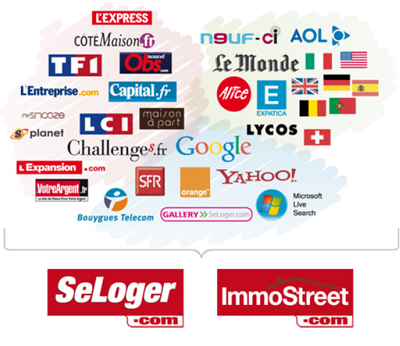 L'EXPRESS
CÔTÉMaison.fr
neuf-ci
AOL
TF1
nouvel
Obs.com
Le Monde
L'Entreprise.com
Capital.fr
Alice
E
EXPATICA
planet
LCI
maison
à part
LYCOS
Challenges.fr
Google
L'Expansion.com
VotreArgent.fr
SFR
orange
YAHOO!
Bouygues Telecom
GALLERY >> SeLoger.com
Microsoft
Live
Search
SeLoger
.com
ImmoStreet
.com